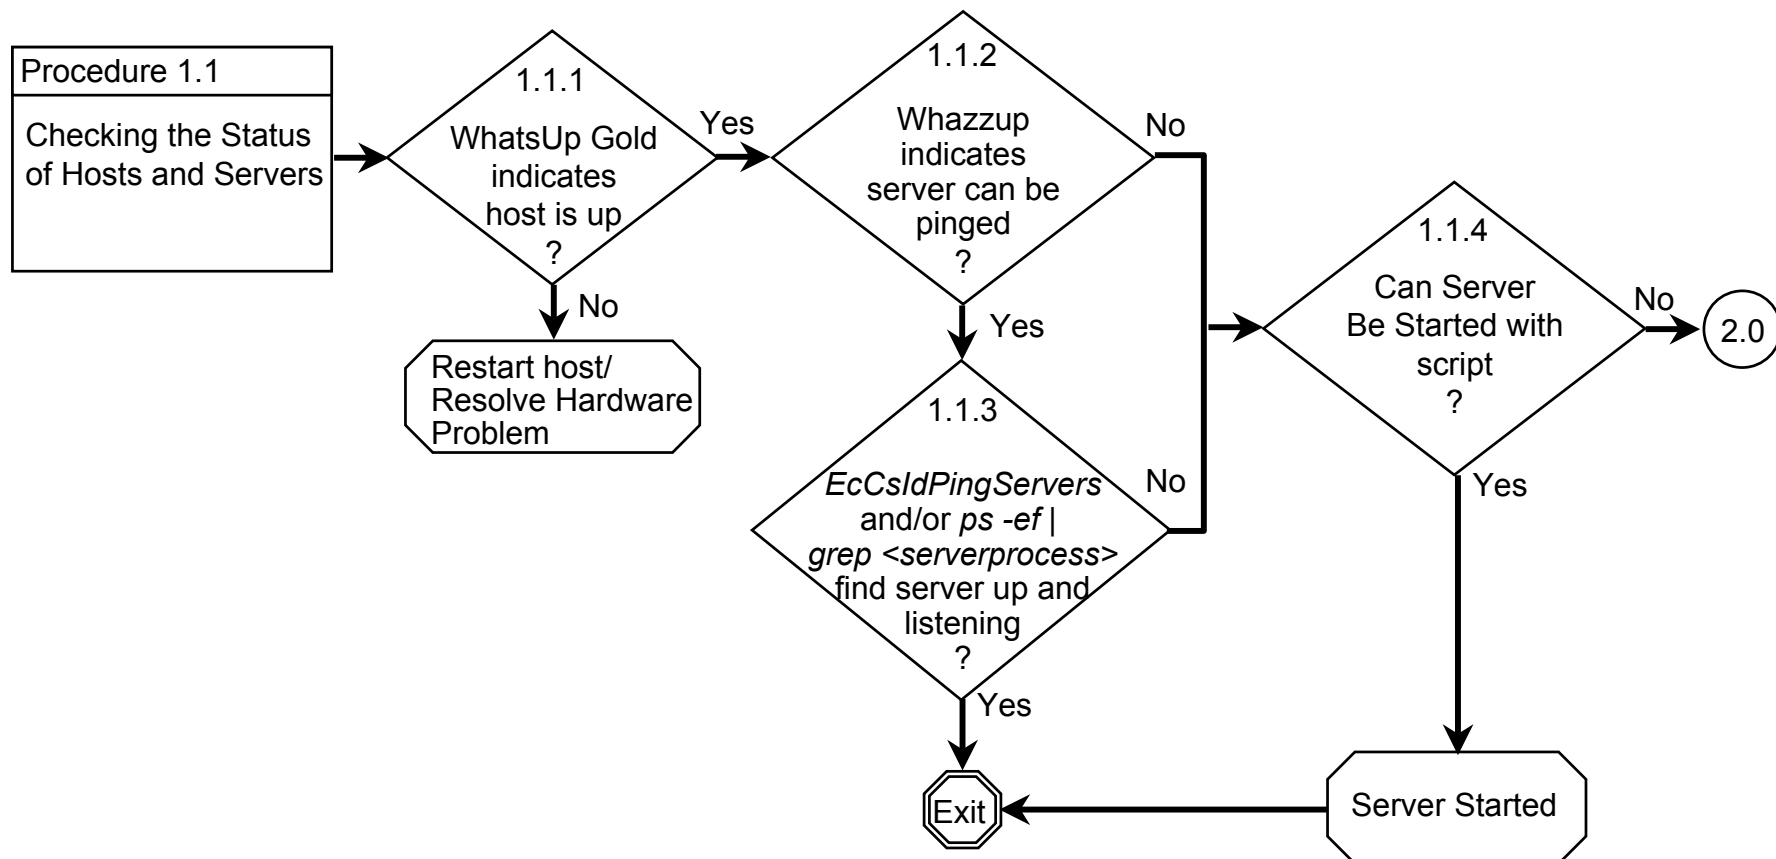 Procedure 1.1
Checking the Status
of Hosts and Servers
1.1.1
WhatsUp Gold
indicates
host is up
?
Yes
No
Restart host/
Resolve Hardware
Problem
1.1.2
Whazzup
indicates
server can be
pinged
?
No
Yes
1.1.3
EcCsIdPingServers
and/or ps -ef |
grep <serverprocess>
find server up and
listening
?
No
Yes
Exit
1.1.4
Can Server
Be Started with
script
?
No
2.0
Yes
Server Started